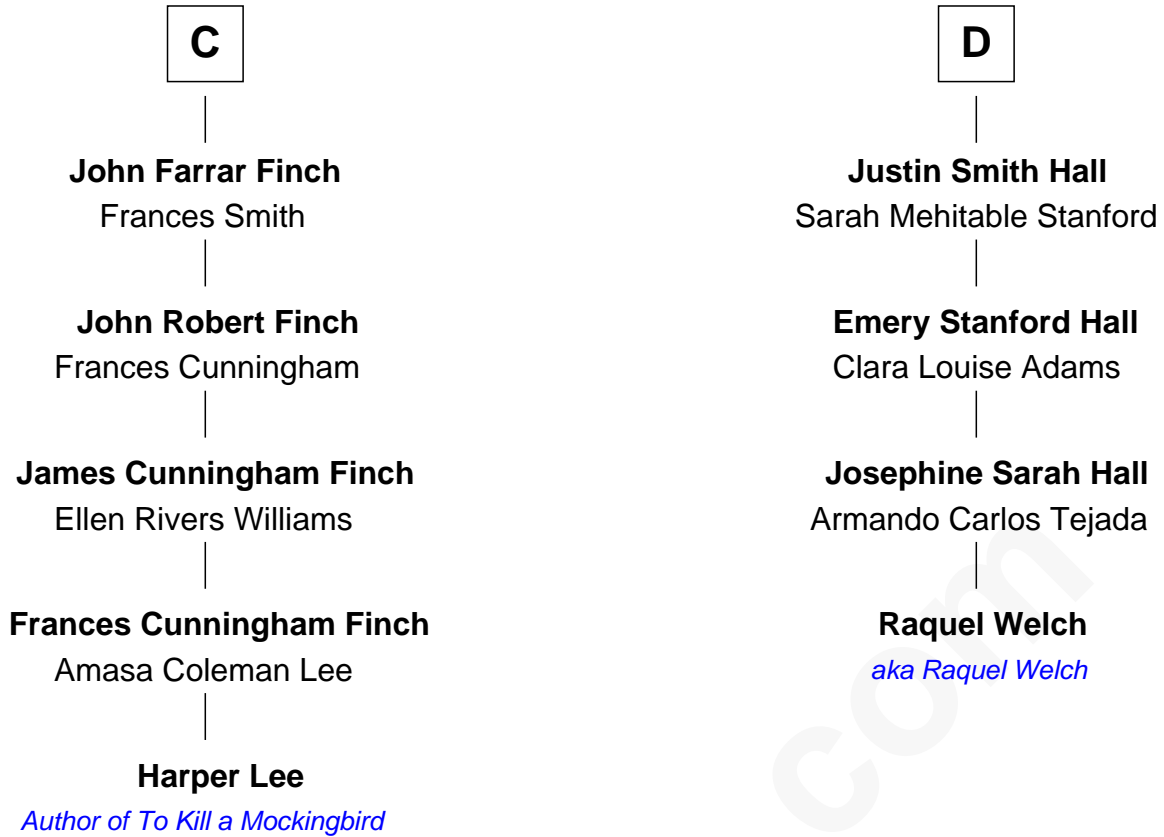 C
John Farrar Finch
Frances Smith
John Robert Finch
Frances Cunningham
James Cunningham Finch
Ellen Rivers Williams
Frances Cunningham Finch
Amasa Coleman Lee
Harper Lee
Author of To Kill a Mockingbird
D
Justin Smith Hall
Sarah Mehitable Stanford
Emery Stanford Hall
Clara Louise Adams
Josephine Sarah Hall
Armando Carlos Tejada
Raquel Welch
aka Raquel Welch
com